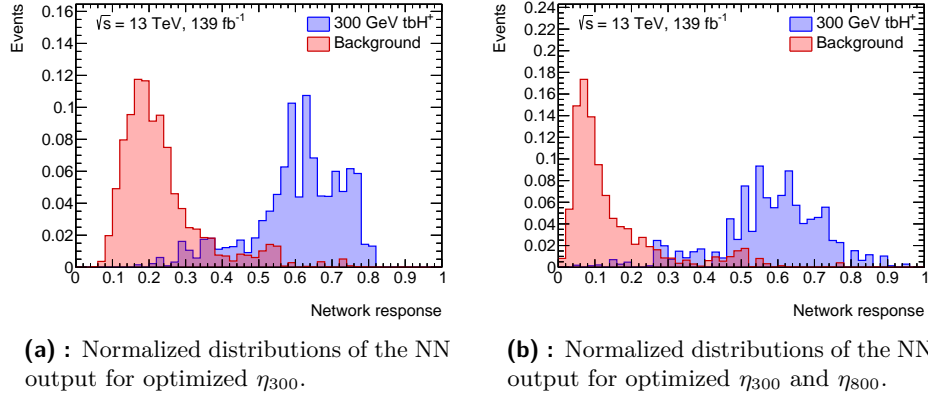 Events
0.16
0.14
0.12
0.1
0.08
0.06
0.04
0.02
0
√s = 13 TeV, 139 fb-1
300 GeV tbH+
Background
0 0.1 0.2 0.3 0.4 0.5 0.6 0.7 0.8 0.9 1
Network response
(a) : Normalized distributions of the NN
output for optimized η300.
Events
0.24
0.22
0.2
0.18
0.16
0.14
0.12
0.1
0.08
0.06
0.04
0.02
0
√s = 13 TeV, 139 fb-1
300 GeV tbH+
Background
0 0.1 0.2 0.3 0.4 0.5 0.6 0.7 0.8 0.9 1
Network response
(b) : Normalized distributions of the NN
output for optimized η300 and η800.